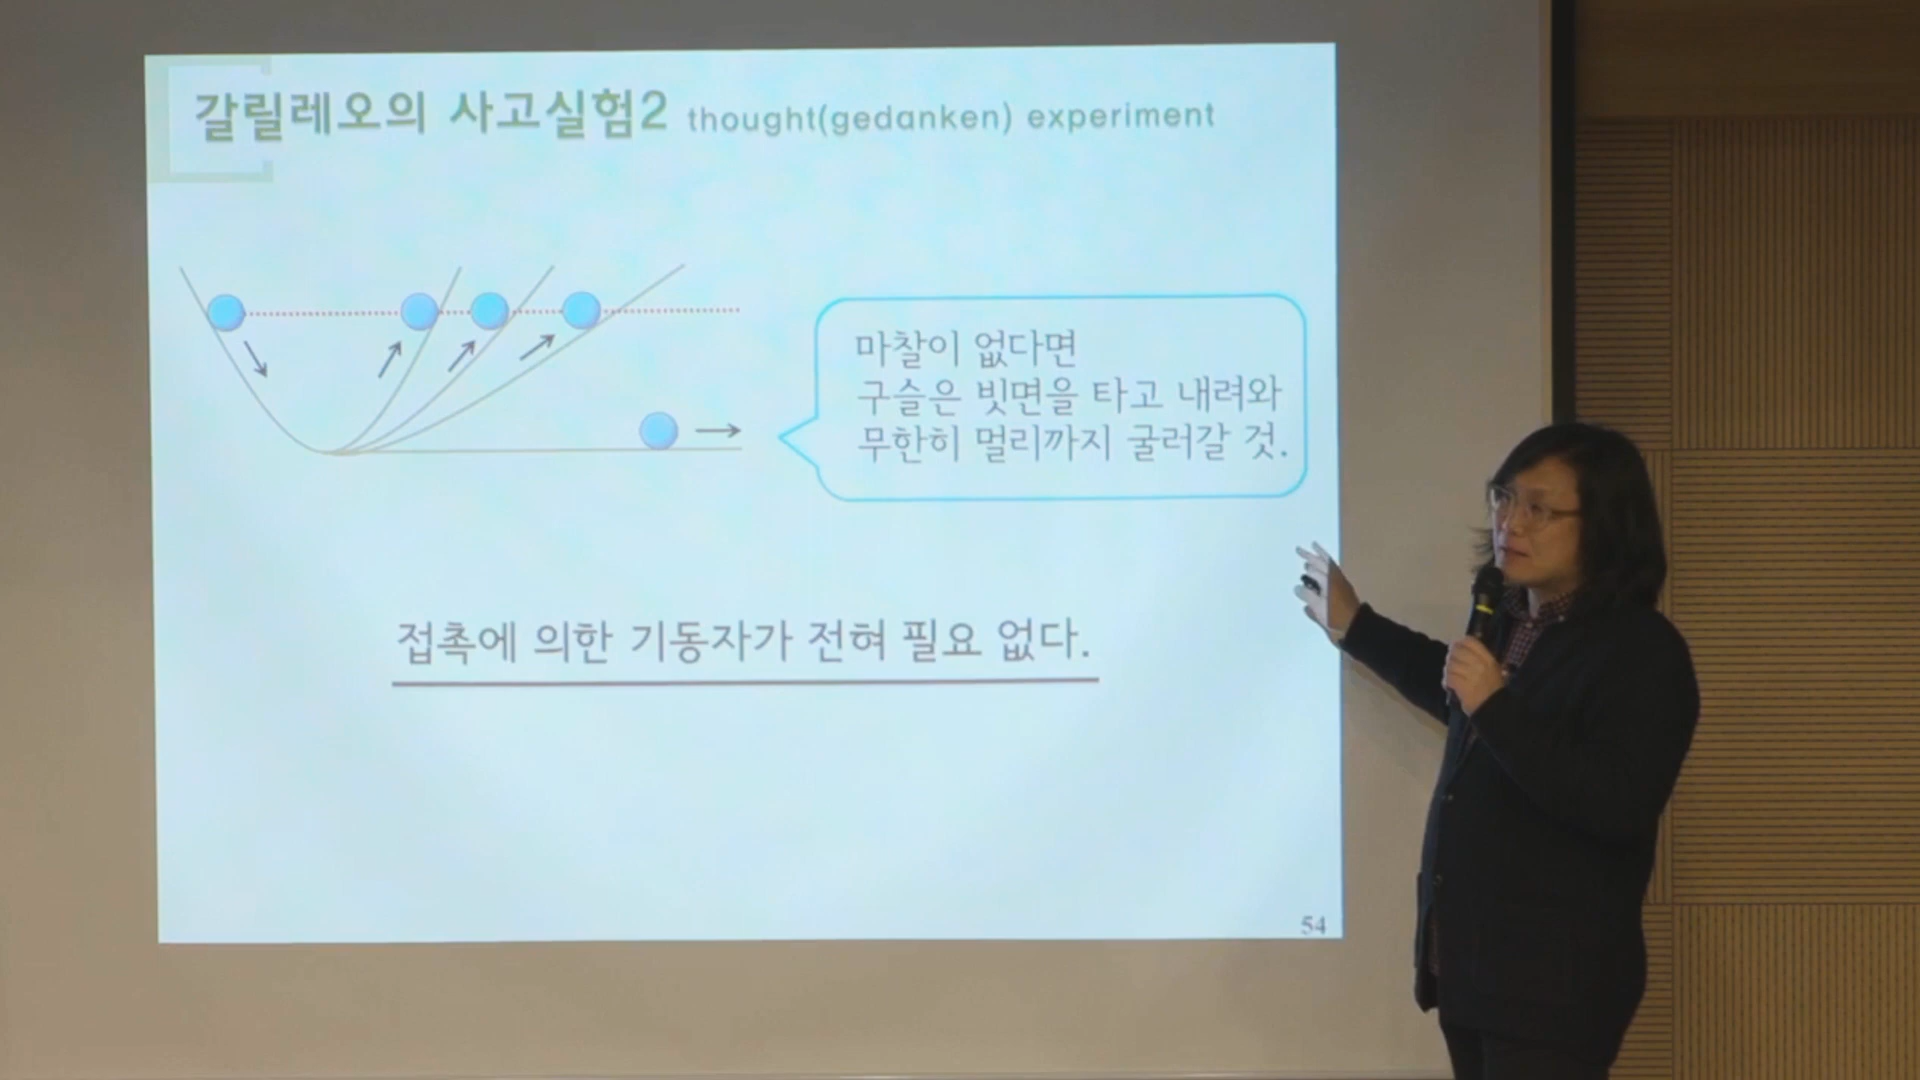 갈릴레오의 사고실험2 thought(gedanken) experiment
마찰이 없다면
구슬은 빗면을 타고 내려와
무한히 멀리까지 굴러갈 것.
접촉에 의한 기동자가 전혀 필요 없다.
54